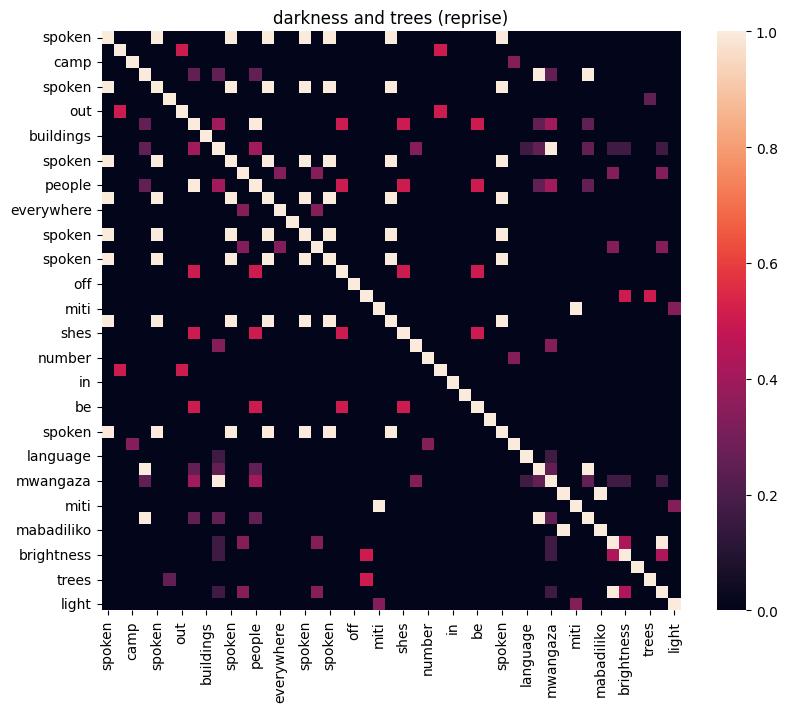 darkness and trees (reprise)
spoken
camp
spoken
out
buildings
spoken
people
everywhere
spoken
spoken
off
miti
shes
number
in
be
spoken
language
mwangaza
miti
mabadiliko
brightness
trees
light
1.0
0.8
0.6
0.4
0.2
0.0
spoken
camp
spoken
out
buildings
spoken
people
everywhere
spoken
spoken
off
miti
shes
number
in
be
spoken
language
mwangaza
miti
mabadiliko
brightness
trees
light